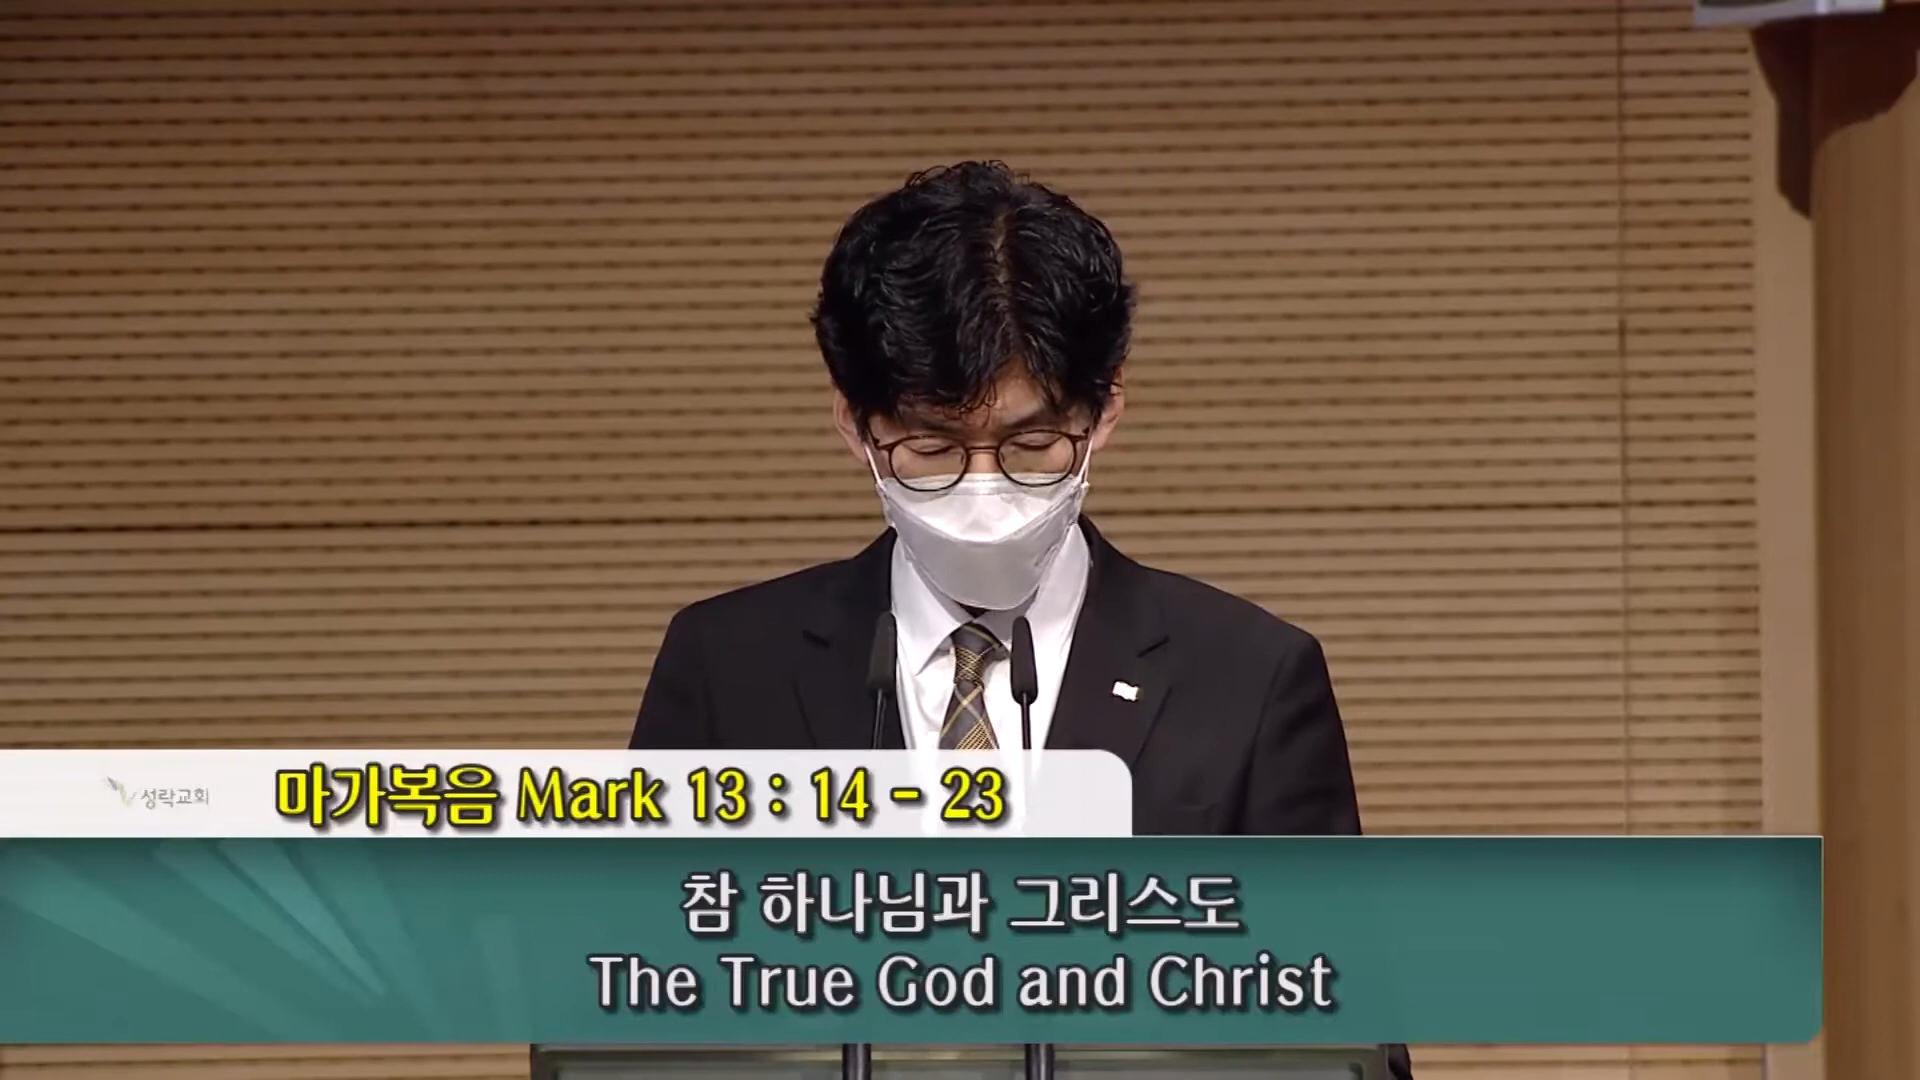 성락교회
마가복음 Mark 13 : 14 - 23
참 하나님과 그리스도
The True God and Christ